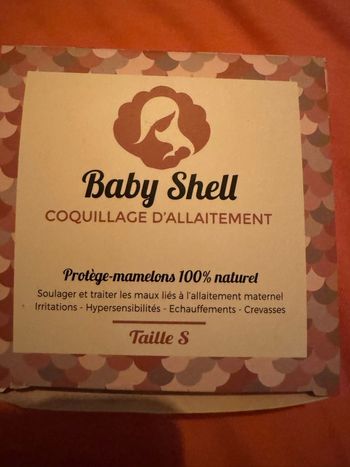 Baby Shell
COQUILLAGE D'ALLAITEMENT
Protège-mamelons 100% naturel
Soulager et traiter les maux liés à l'allaitement maternel
Irritations - Hypersensibilités - Echauffements - Crevasses
Taille S